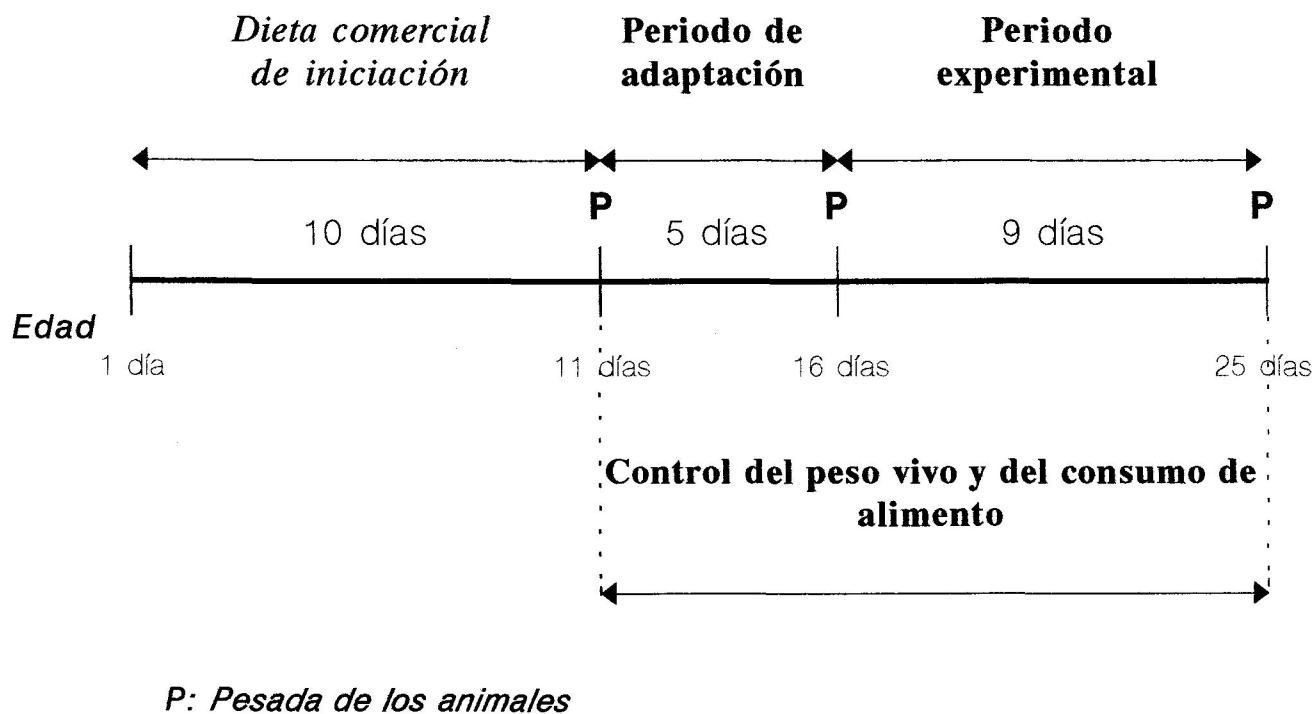 Dieta comercial
de iniciación
Periodo de
adaptación
Periodo
experimental
P P P
10 días 5 días 9 días
Edad
1 día 11 días 16 días 25 días
Control del peso vivo y del consumo de
alimento
P: Pesada de los animales